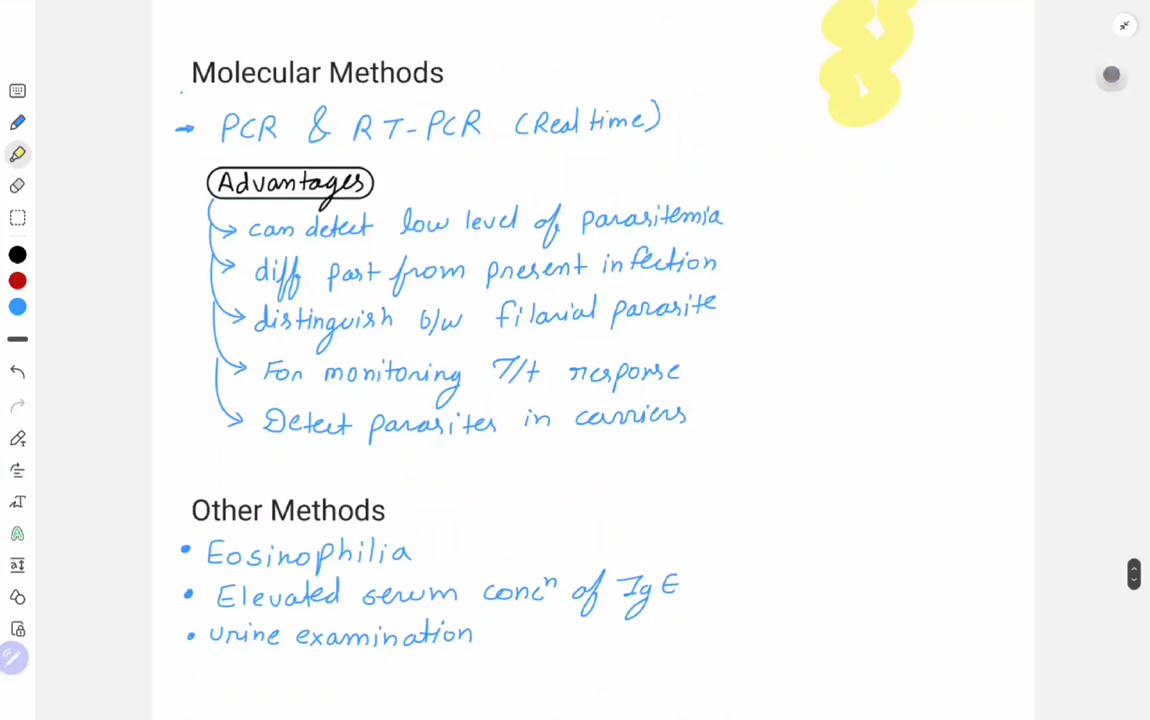 Molecular Methods
→ PCR & RT-PCR (Real time)
Advantages
→ can detect low level of parasitemia
→ diff past from present infection
→ distinguish b/w filarial parasite
→ For monitoring T/t response
→ Detect parasites in carriers
Other Methods
• Eosinophilia
• Elevated serum concⁿ of IgE
• urine examination